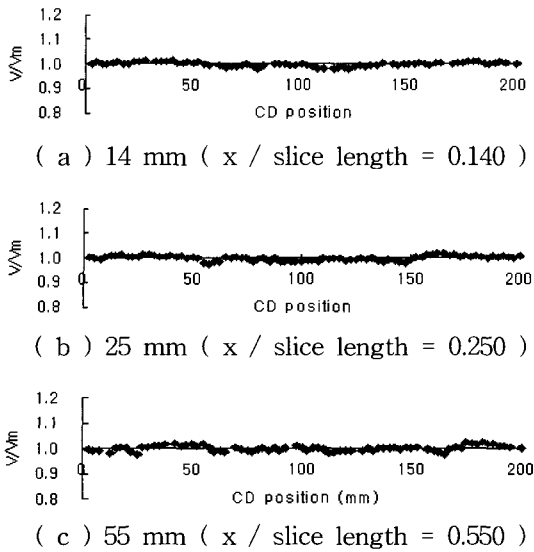 1.2
1.1
1.0
0.9
0.8
V/Vm
0 50 100 150 200
CD position
( a ) 14 mm ( x / slice length = 0.140 )
1.2
1.1
1.0
0.9
0.8
V/Vm
0 50 100 150 200
CD position
( b ) 25 mm ( x / slice length = 0.250 )
1.2
1.1
1.0
0.9
0.8
V/Vm
0 50 100 150 200
CD position (mm)
( c ) 55 mm ( x / slice length = 0.550 )